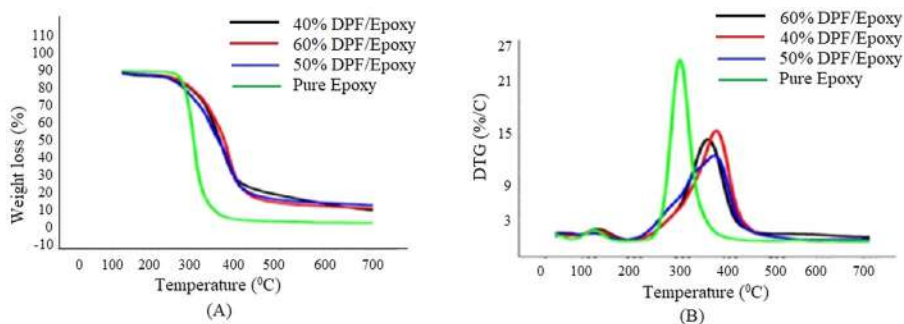 40% DPF/Epoxy
60% DPF/Epoxy
50% DPF/Epoxy
Pure Epoxy
Weight loss (%)
110
100
90
80
70
60
50
40
30
20
10
0
-10
0 100 200 300 400 500 600 700
Temperature (⁰C)
(A)
60% DPF/Epoxy
40% DPF/Epoxy
50% DPF/Epoxy
Pure Epoxy
DTG (%/C)
27
21
15
9
3
0 100 200 300 400 500 600 700
Temperature (⁰C)
(B)